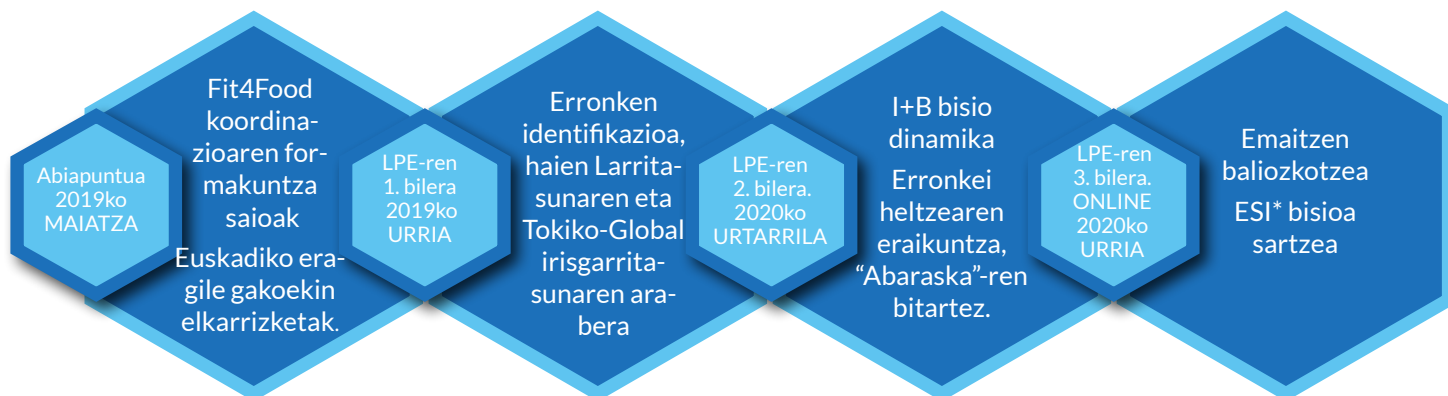 Abiapuntua
2019ko
MAIATZA
Fit4Food
koordina-
zioaren for-
makuntza
saioak
Euskadiko era-
gile gakoekin
elkarrizketak.
LPE-ren
1. bilera
2019ko
URRIA
Erronken
identifikazioa,
haien Larrita-
sunaren eta
Tokiko-Global
irisgarrita-
sunaren ara-
bera
LPE-ren
2. bilera.
2020ko
URTARRILA
I+B bisio
dinamika
Erronkei
heltzearen
eraikuntza,
“Abaraska”-ren
bitartez.
LPE-ren
3. bilera.
ONLINE
2020ko
URRIA
Emaitzen
baliozkotzea
ESI* bisioa
sartzea